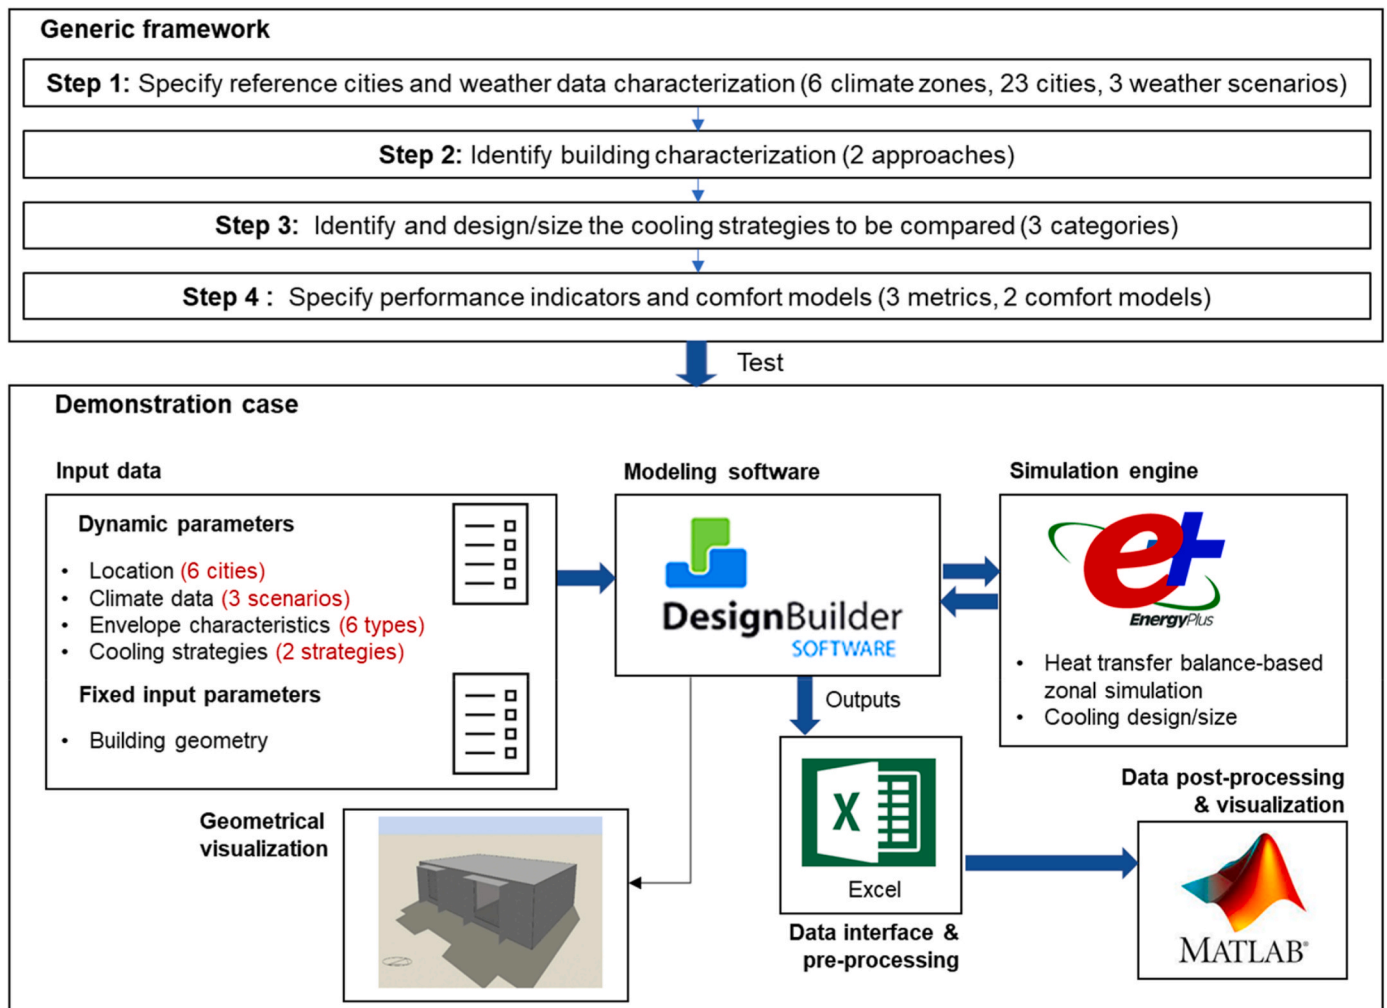 Generic framework
Step 1: Specify reference cities and weather data characterization (6 climate zones, 23 cities, 3 weather scenarios)
Step 2: Identify building characterization (2 approaches)
Step 3: Identify and design/size the cooling strategies to be compared (3 categories)
Step 4 : Specify performance indicators and comfort models (3 metrics, 2 comfort models)
Test
Demonstration case
Input data
Dynamic parameters
• Location (6 cities)
• Climate data (3 scenarios)
• Envelope characteristics (6 types)
• Cooling strategies (2 strategies)
Fixed input parameters
• Building geometry
Modeling software
DesignBuilder
SOFTWARE
Simulation engine
e+
EnergyPlus
• Heat transfer balance-based
zonal simulation
• Cooling design/size
Outputs
Geometrical
visualization
X
Excel
Data interface &
pre-processing
Data post-processing
& visualization
MATLAB®